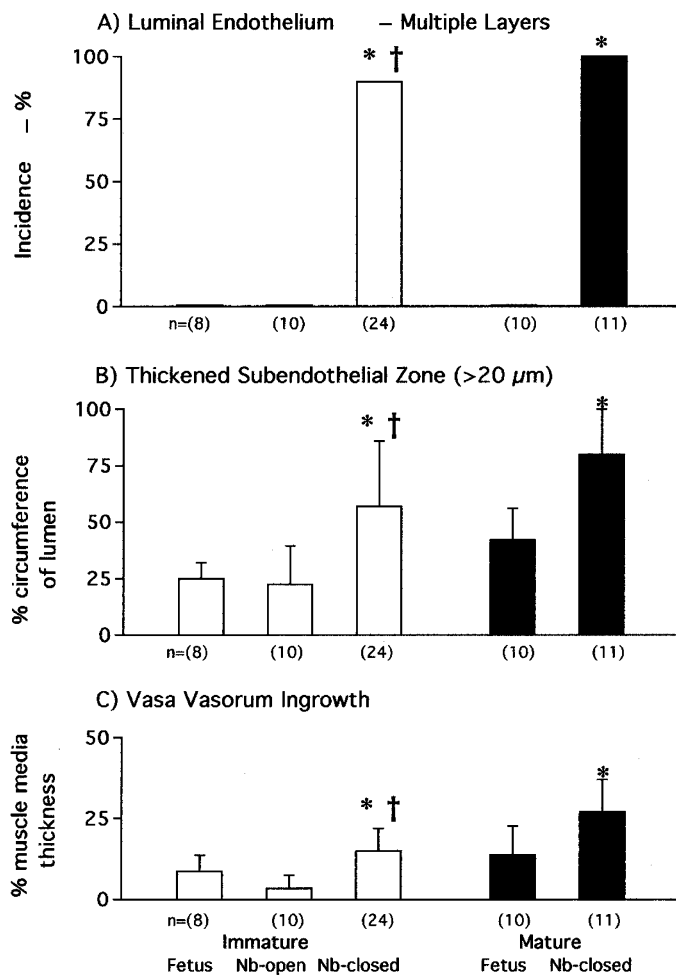 A) Luminal Endothelium – Multiple Layers
* † *
100
75
50
25
0
Incidence – %
n=(8) (10) (24) (10) (11)
B) Thickened Subendothelial Zone (>20 µm)
* † *
100
75
50
25
0
% circumference
of lumen
n=(8) (10) (24) (10) (11)
C) Vasa Vasorum Ingrowth
* † *
50
25
0
% muscle media
thickness
n=(8) (10) (24) (10) (11)
Immature Mature
Fetus Nb-open Nb-closed Fetus Nb-closed